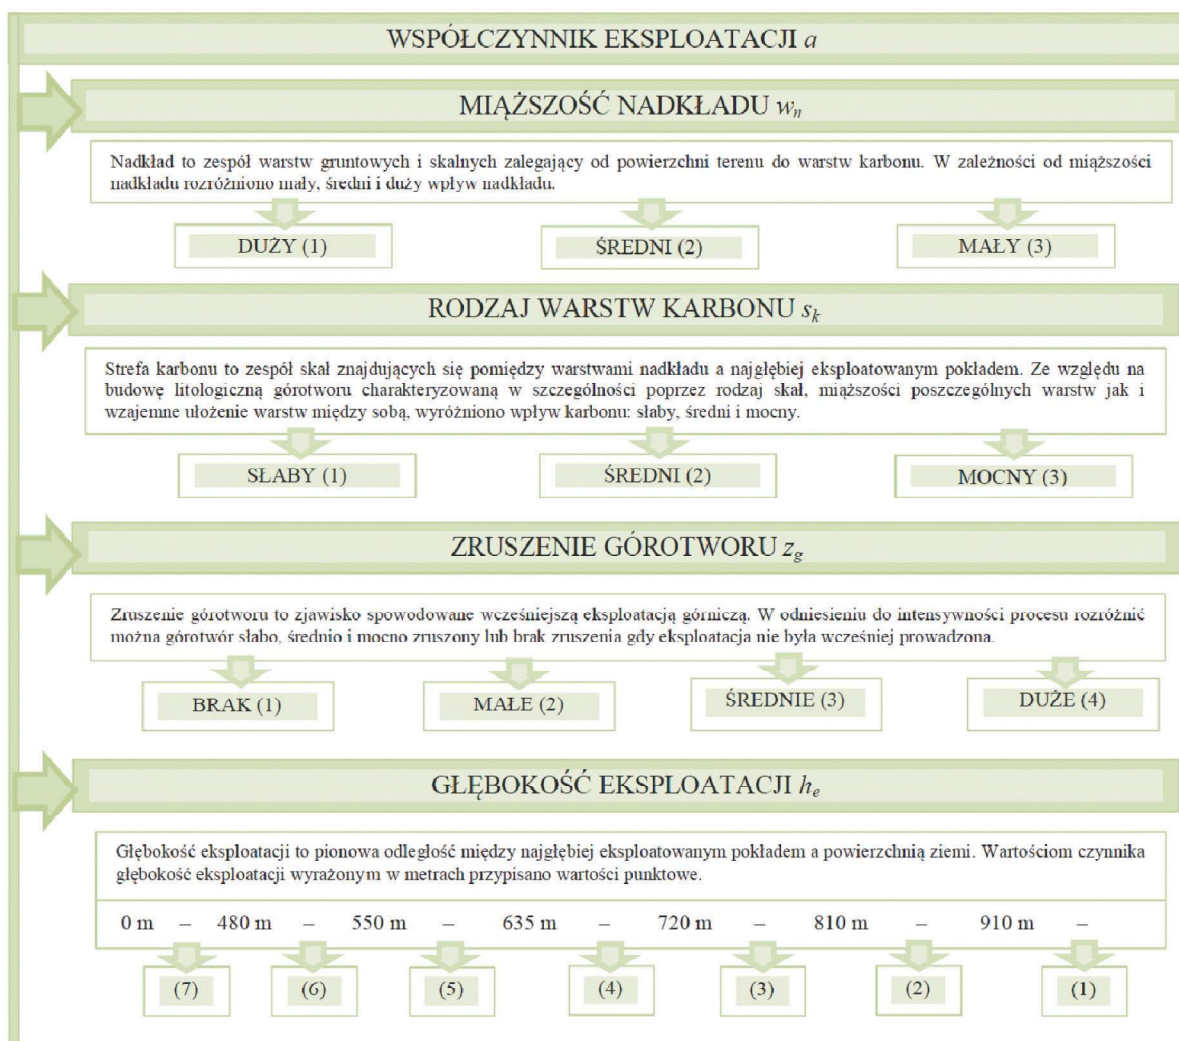 WSPÓŁCZYNNIK EKSPLOATACJI a
MIĄŻSZOŚĆ NADKŁADU wn
Nadkład to zespół warstw gruntowych i skalnych zalegający od powierzchni terenu do warstw karbonu. W zależności od miąższości
nadkładu rozróżniono mały, średni i duży wpływ nadkładu.
DUŻY (1) ŚREDNI (2) MAŁY (3)
RODZAJ WARSTW KARBONU sk
Strefa karbonu to zespół skał znajdujących się pomiędzy warstwami nadkładu a najgłębiej eksploatowanym pokładem. Ze względu na
budowę litologiczną górotworu charakteryzowaną w szczególności poprzez rodzaj skał, miąższości poszczególnych warstw jak i
wzajemne ułożenie warstw między sobą, wyróżniono wpływ karbonu: słaby, średni i mocny.
SŁABY (1) ŚREDNI (2) MOCNY (3)
ZRUSZENIE GÓROTWORU zg
Zruszenie górotworu to zjawisko spowodowane wcześniejszą eksploatacją górniczą. W odniesieniu do intensywności procesu rozróżnić
można górotwór słabo, średnio i mocno zruszony lub brak zruszenia gdy eksploatacja nie była wcześniej prowadzona.
BRAK (1) MAŁE (2) ŚREDNIE (3) DUŻE (4)
GŁĘBOKOŚĆ EKSPLOATACJI he
Głębokość eksploatacji to pionowa odległość między najgłębiej eksploatowanym pokładem a powierzchnią ziemi. Wartościom czynnika
głębokość eksploatacji wyrażonym w metrach przypisano wartości punktowe.
0 m – 480 m – 550 m – 635 m – 720 m – 810 m – 910 m –
(7) (6) (5) (4) (3) (2) (1)